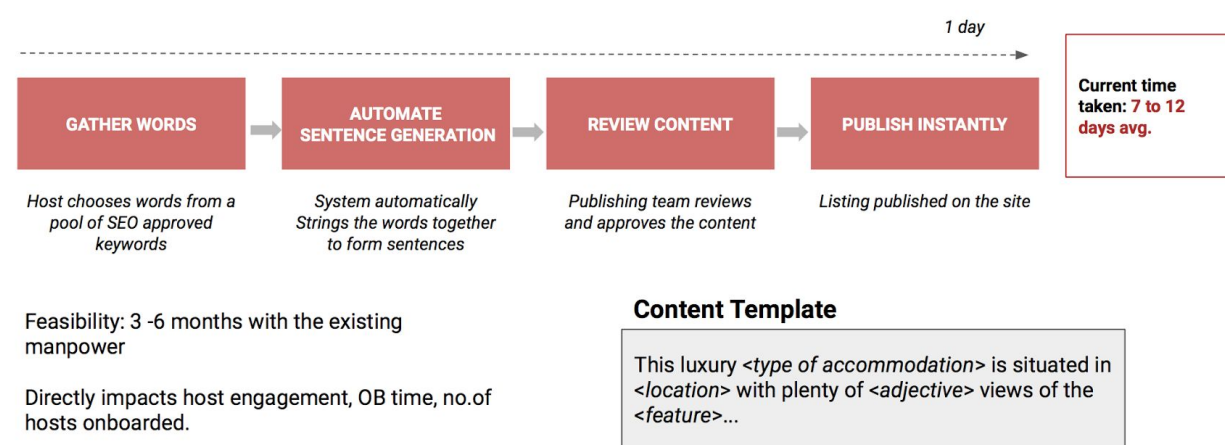 1 day
GATHER WORDS
AUTOMATE
SENTENCE GENERATION
REVIEW CONTENT
PUBLISH INSTANTLY
Current time
taken: 7 to 12
days avg.
Host chooses words from a
pool of SEO approved
keywords
System automatically
Strings the words together
to form sentences
Publishing team reviews
and approves the content
Listing published on the site
Feasibility: 3 -6 months with the existing
manpower
Directly impacts host engagement, OB time, no.of
hosts onboarded.
Content Template
This luxury <type of accommodation> is situated in
<location> with plenty of <adjective> views of the
<feature>...